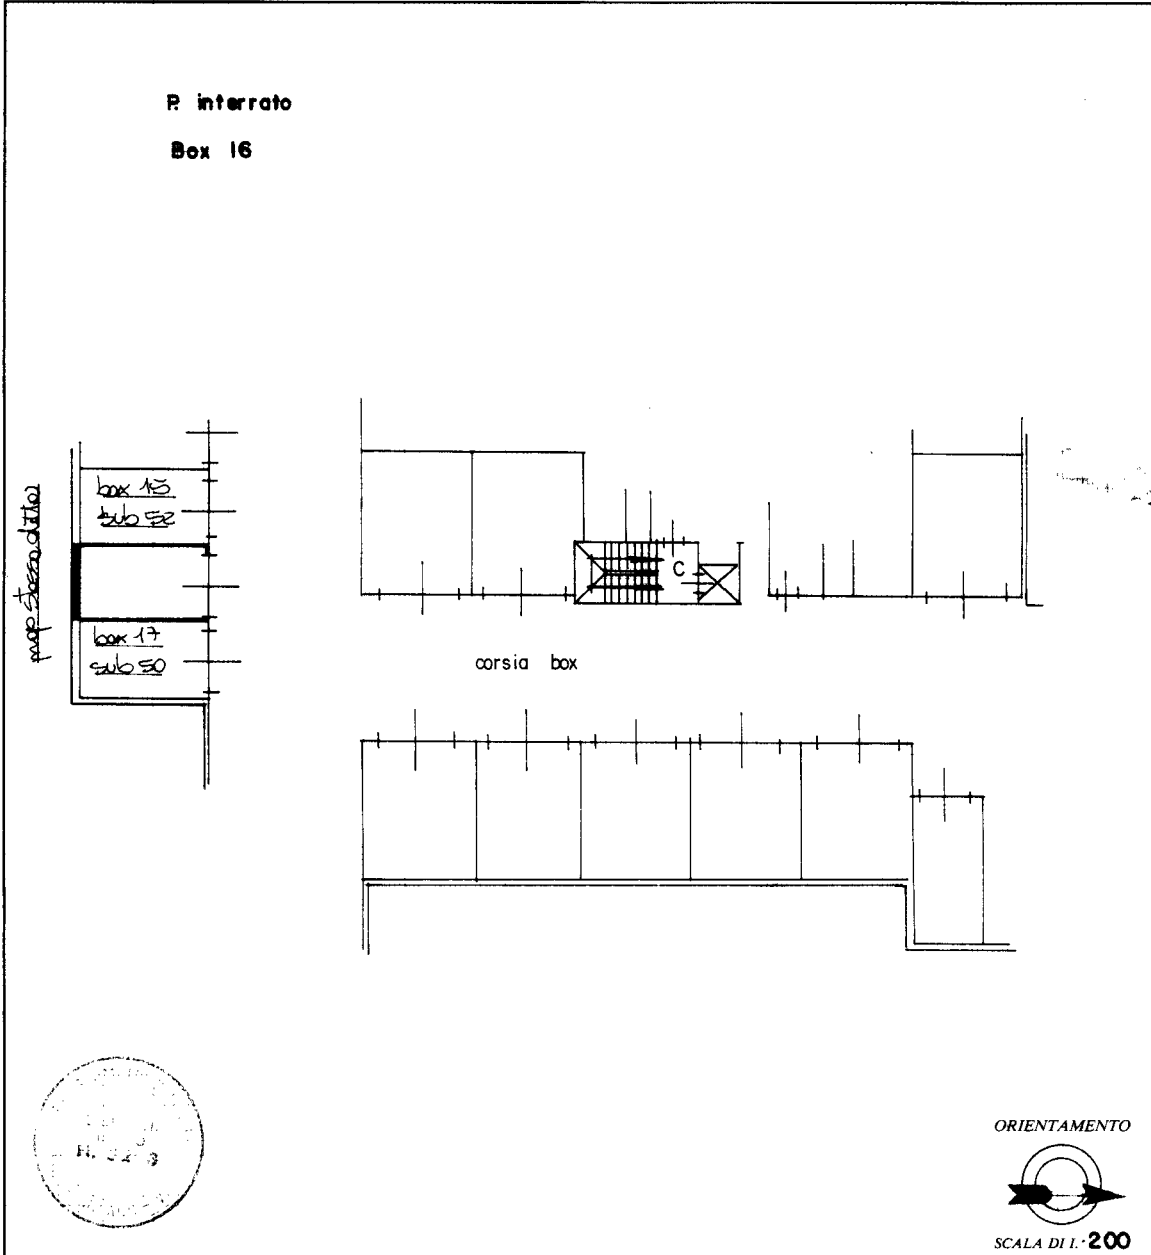 P. interrato
Box 16
box 15
sub 52
C
box 17
sub 50
corsia box
ORIENTAMENTO
SCALA DI 1: 200